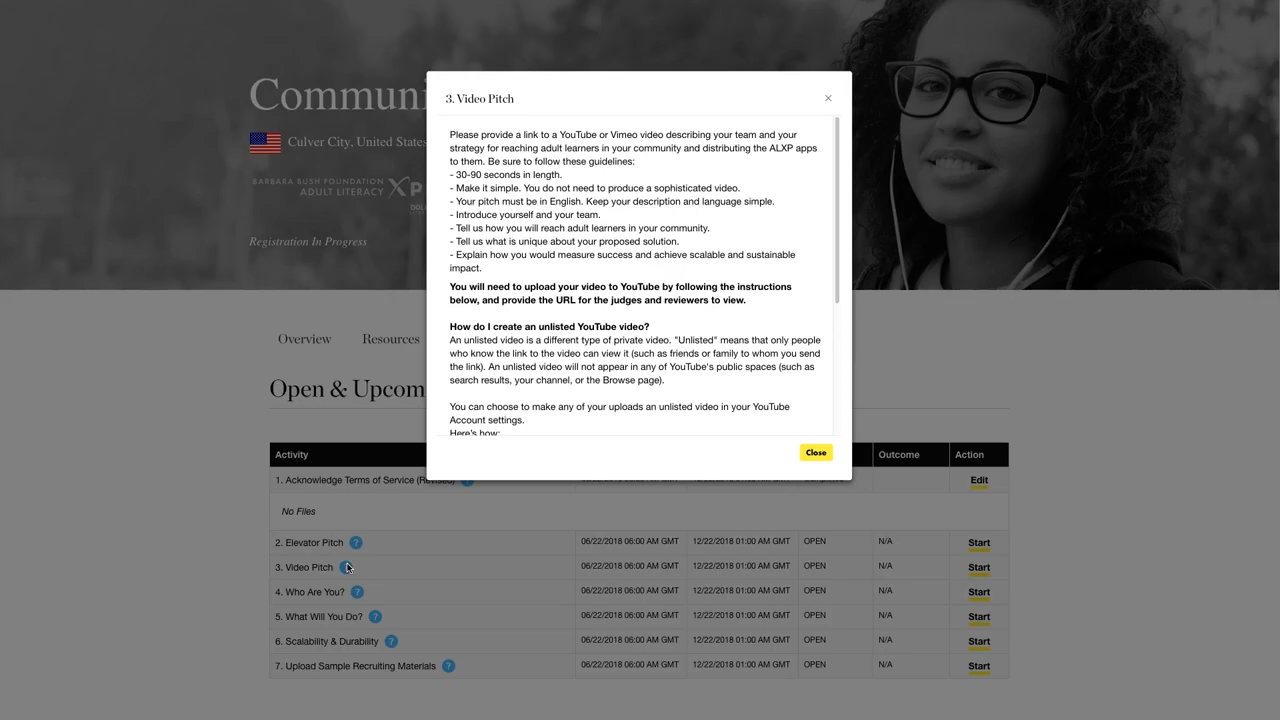 Communi
Culver City, United States
BARBARA BUSH FOUNDATION
ADULT LITERACY XP
Registration In Progress
3. Video Pitch
×
Please provide a link to a YouTube or Vimeo video describing your team and your
strategy for reaching adult learners in your community and distributing the ALXP apps
to them. Be sure to follow these guidelines:
- 30-90 seconds in length.
- Make it simple. You do not need to produce a sophisticated video.
- Your pitch must be in English. Keep your description and language simple.
- Introduce yourself and your team.
- Tell us how you will reach adult learners in your community.
- Tell us what is unique about your proposed solution.
- Explain how you would measure success and achieve scalable and sustainable
impact.
You will need to upload your video to YouTube by following the instructions
below, and provide the URL for the judges and reviewers to view.
How do I create an unlisted YouTube video?
An unlisted video is a different type of private video. "Unlisted" means that only people
who know the link to the video can view it (such as friends or family to whom you send
the link). An unlisted video will not appear in any of YouTube's public spaces (such as
search results, your channel, or the Browse page).
You can choose to make any of your uploads an unlisted video in your YouTube
Account settings.
Here's how:
Close
Overview Resources
Open & Upcom
Activity Outcome Action
1. Acknowledge Terms of Service (Revised) Edit
No Files
2. Elevator Pitch ? 06/22/2018 06:00 AM GMT 12/22/2018 01:00 AM GMT OPEN N/A Start
3. Video Pitch 06/22/2018 06:00 AM GMT 12/22/2018 01:00 AM GMT OPEN N/A Start
4. Who Are You? ? 06/22/2018 06:00 AM GMT 12/22/2018 01:00 AM GMT OPEN N/A Start
5. What Will You Do? ? 06/22/2018 06:00 AM GMT 12/22/2018 01:00 AM GMT OPEN N/A Start
6. Scalability & Durability ? 06/22/2018 06:00 AM GMT 12/22/2018 01:00 AM GMT OPEN N/A Start
7. Upload Sample Recruiting Materials ? 06/22/2018 06:00 AM GMT 12/22/2018 01:00 AM GMT OPEN N/A Start